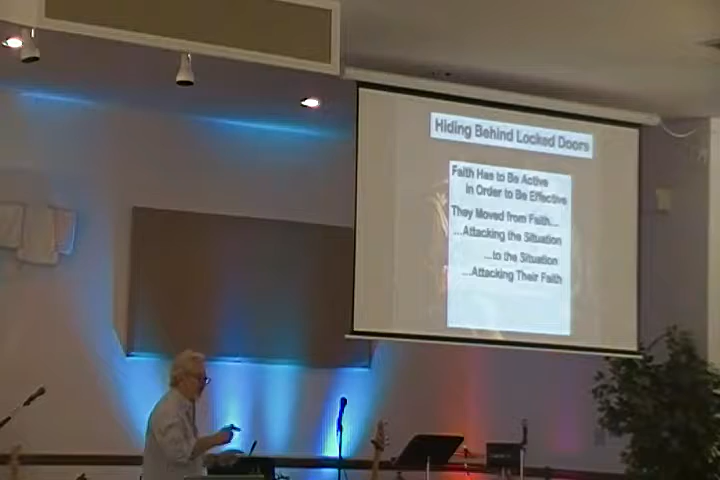 Hiding Behind Locked Doors
Faith Has to Be Active
in Order to Be Effective
They Moved from Faith...
...Attacking the Situation
...to the Situation
...Attacking Their Faith